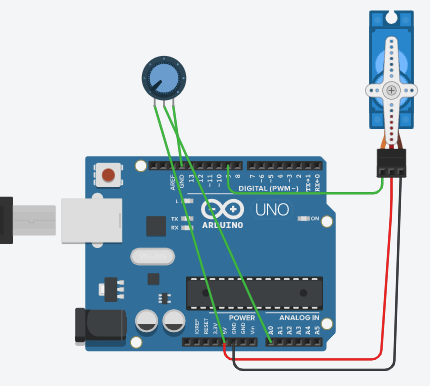 AREF
GND
13
12
~11
~10
~9
8
7
~6
~5
4
~3
2
TX→1
RX←0
DIGITAL (PWM~)
L
TX
RX
UNO
ARDUINO
ON
POWER
ANALOG IN
IOREF
RESET
3.3V
5V
GND
GND
Vin
A0
A1
A2
A3
A4
A5